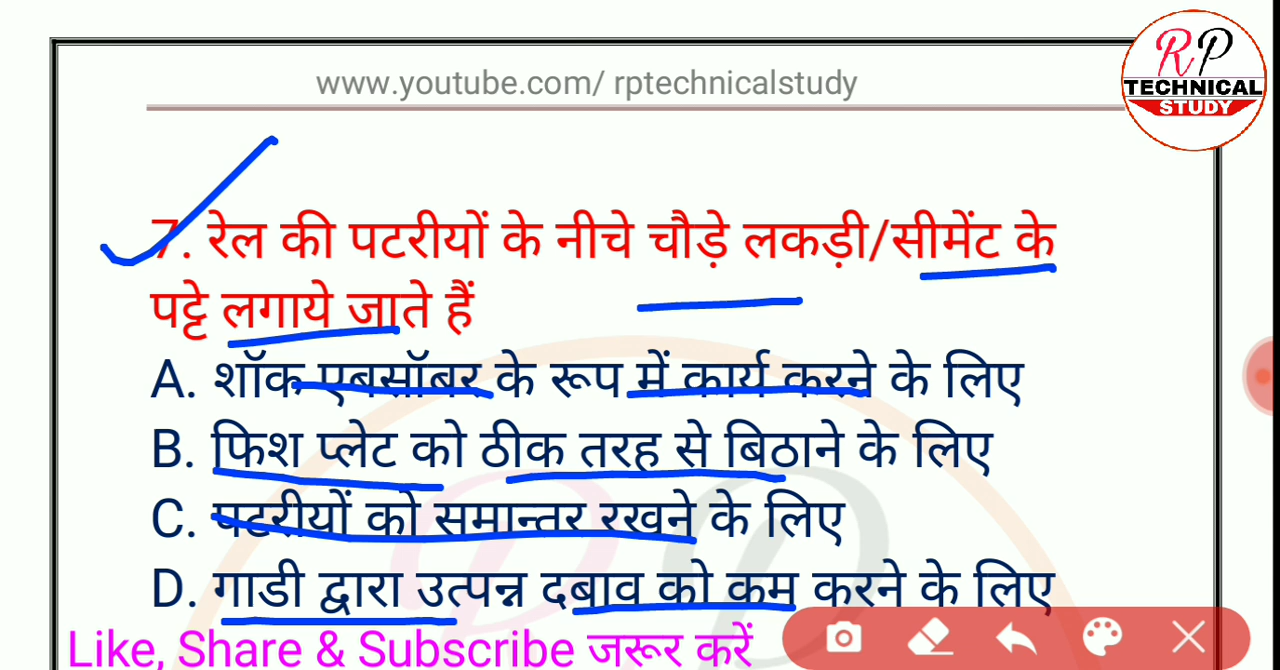 www.youtube.com/ rptechnicalstudy
RP
TECHNICAL
STUDY
7. रेल की पटरीयों के नीचे चौड़े लकड़ी/सीमेंट के
पट्टे लगाये जाते हैं
A. शॉक एबसॉबर के रूप में कार्य करने के लिए
B. फिश प्लेट को ठीक तरह से बिठाने के लिए
C. पटरीयों को समान्तर रखने के लिए
D. गाडी द्वारा उत्पन्न दबाव को कम करने के लिए
Like, Share & Subscribe जरूर करें